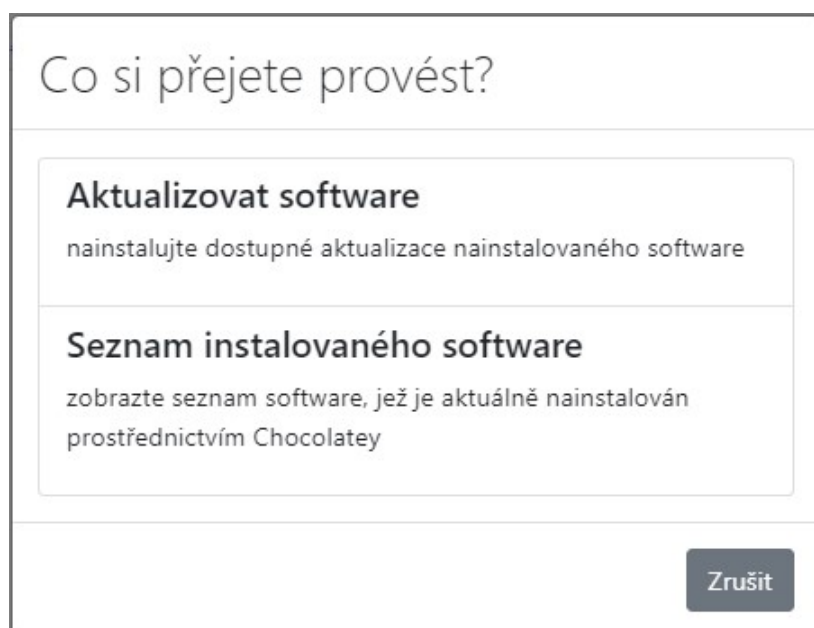 Co si přejete provést?
Aktualizovat software
nainstalujte dostupné aktualizace nainstalovaného software
Seznam instalovaného software
zobrazte seznam software, jež je aktuálně nainstalován
prostřednictvím Chocolatey
Zrušit